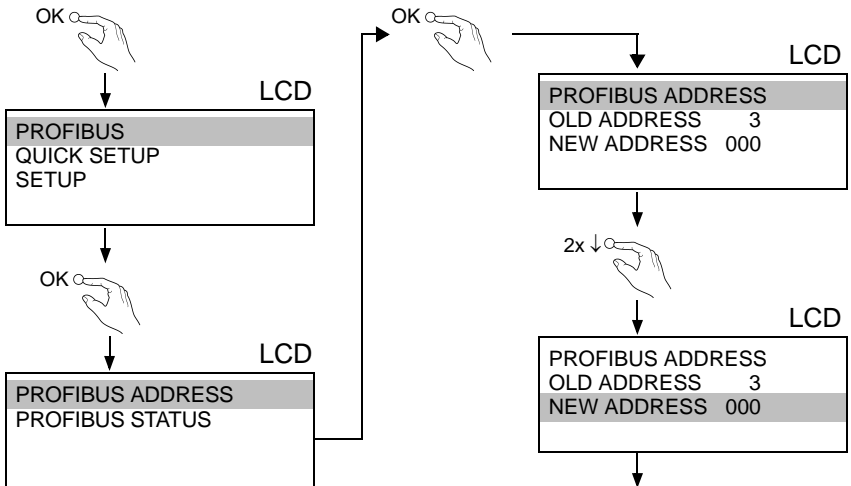 OK
LCD
PROFIBUS
QUICK SETUP
SETUP
OK
LCD
PROFIBUS ADDRESS
PROFIBUS STATUS
OK
LCD
PROFIBUS ADDRESS
OLD ADDRESS 3
NEW ADDRESS 000
2x ↓
LCD
PROFIBUS ADDRESS
OLD ADDRESS 3
NEW ADDRESS 000